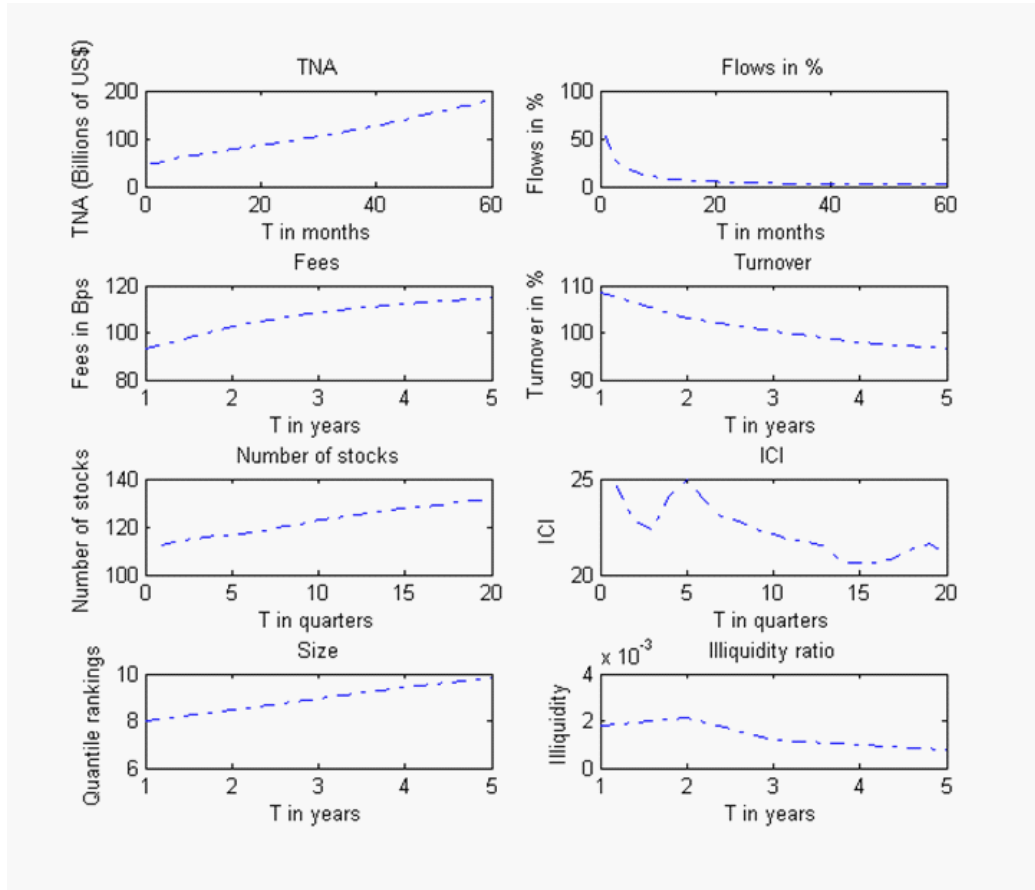 TNA
TNA (Billions of US$)
200
100
0
0 20 40 60
T in months
Flows in %
Flows in %
100
50
0
0 20 40 60
T in months
Fees
Fees in Bps
120
100
80
1 2 3 4 5
T in years
Turnover
Turnover in %
110
100
90
1 2 3 4 5
T in years
Number of stocks
Number of stocks
140
120
100
0 5 10 15 20
T in quarters
ICI
ICI
25
20
0 5 10 15 20
T in quarters
Size
Quantile rankings
10
8
6
1 2 3 4 5
T in years
x 10^-3
Illiquidity ratio
Illiquidity
4
2
0
1 2 3 4 5
T in years